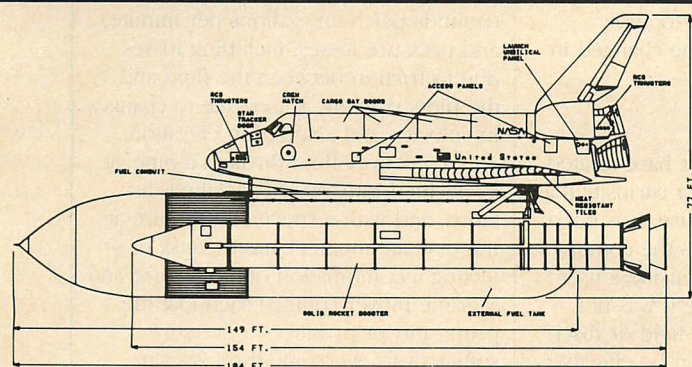 LAUNCH
UMBILICAL
PANEL
RCS
THRUSTERS
STAR
TRACKER
DOOR
CREW
HATCH
CARGO BAY DOORS
ACCESS PANELS
RCS
THRUSTERS
NASA
United States
FUEL CONDUIT
HEAT
RESISTANT
TILES
77 FT.
SOLID ROCKET BOOSTER
EXTERNAL FUEL TANK
149 FT.
154 FT.
184 FT.